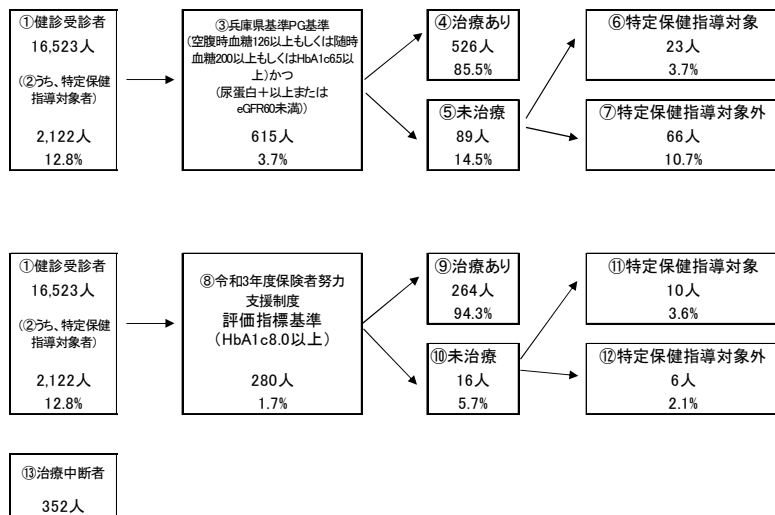 ①健診受診者
16,523人
(②うち、特定保健
指導対象者)
2,122人
12.8%
③兵庫県基準PG基準
(空腹時血糖126以上もしくは随時
血糖200以上もしくはHbA1c6.5以
上)かつ
(尿蛋白＋以上または
eGFR60未満))
615人
3.7%
④治療あり
526人
85.5%
⑤未治療
89人
14.5%
⑥特定保健指導対象
23人
3.7%
⑦特定保健指導対象外
66人
10.7%
①健診受診者
16,523人
(②うち、特定保健
指導対象者)
2,122人
12.8%
⑧令和3年度保険者努力
支援制度
評価指標基準
(HbA1c8.0以上)
280人
1.7%
⑨治療あり
264人
94.3%
⑩未治療
16人
5.7%
⑪特定保健指導対象
10人
3.6%
⑫特定保健指導対象外
6人
2.1%
⑬治療中断者
352人